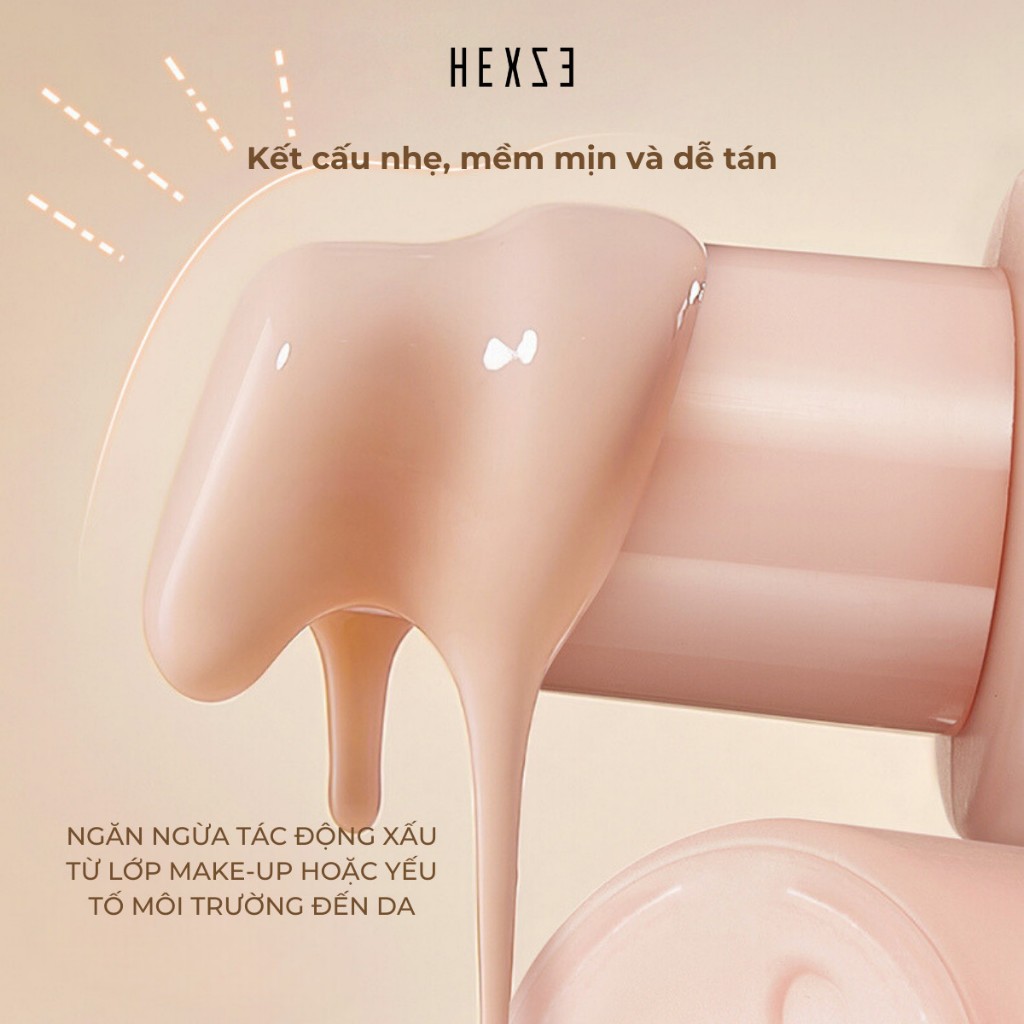 HEXZE
Kết cấu nhẹ, mềm mịn và dễ tán
NGĂN NGỪA TÁC ĐỘNG XẤU
TỪ LỚP MAKE-UP HOẶC YẾU
TỐ MÔI TRƯỜNG ĐẾN DA